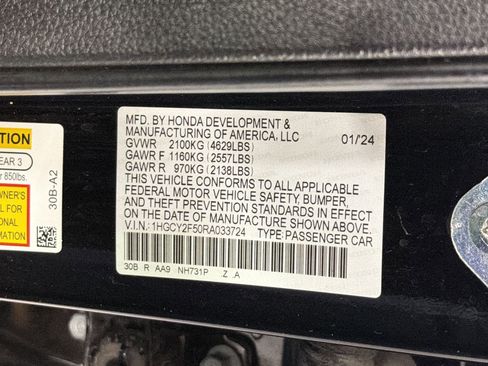 MFD. BY HONDA DEVELOPMENT &
MANUFACTURING OF AMERICA, LLC 01/24
GVWR 2100KG (4629LBS)
GAWR F 1160KG (2557LBS)
GAWR R 970KG (2138LBS)
THIS VEHICLE CONFORMS TO ALL APPLICABLE
FEDERAL MOTOR VEHICLE SAFETY, BUMPER,
AND THEFT PREVENTION STANDARDS IN EFFECT
ON THE DATE OF MANUFACTURE SHOWN ABOVE.
V.I.N.:1HGCY2F50RA033724 TYPE PASSENGER CAR
30B R AA9 NH731P Z A
30B-A2
TION
EAR 3
r 850lbs.
WNER'S
L FOR
ONAL
MATION